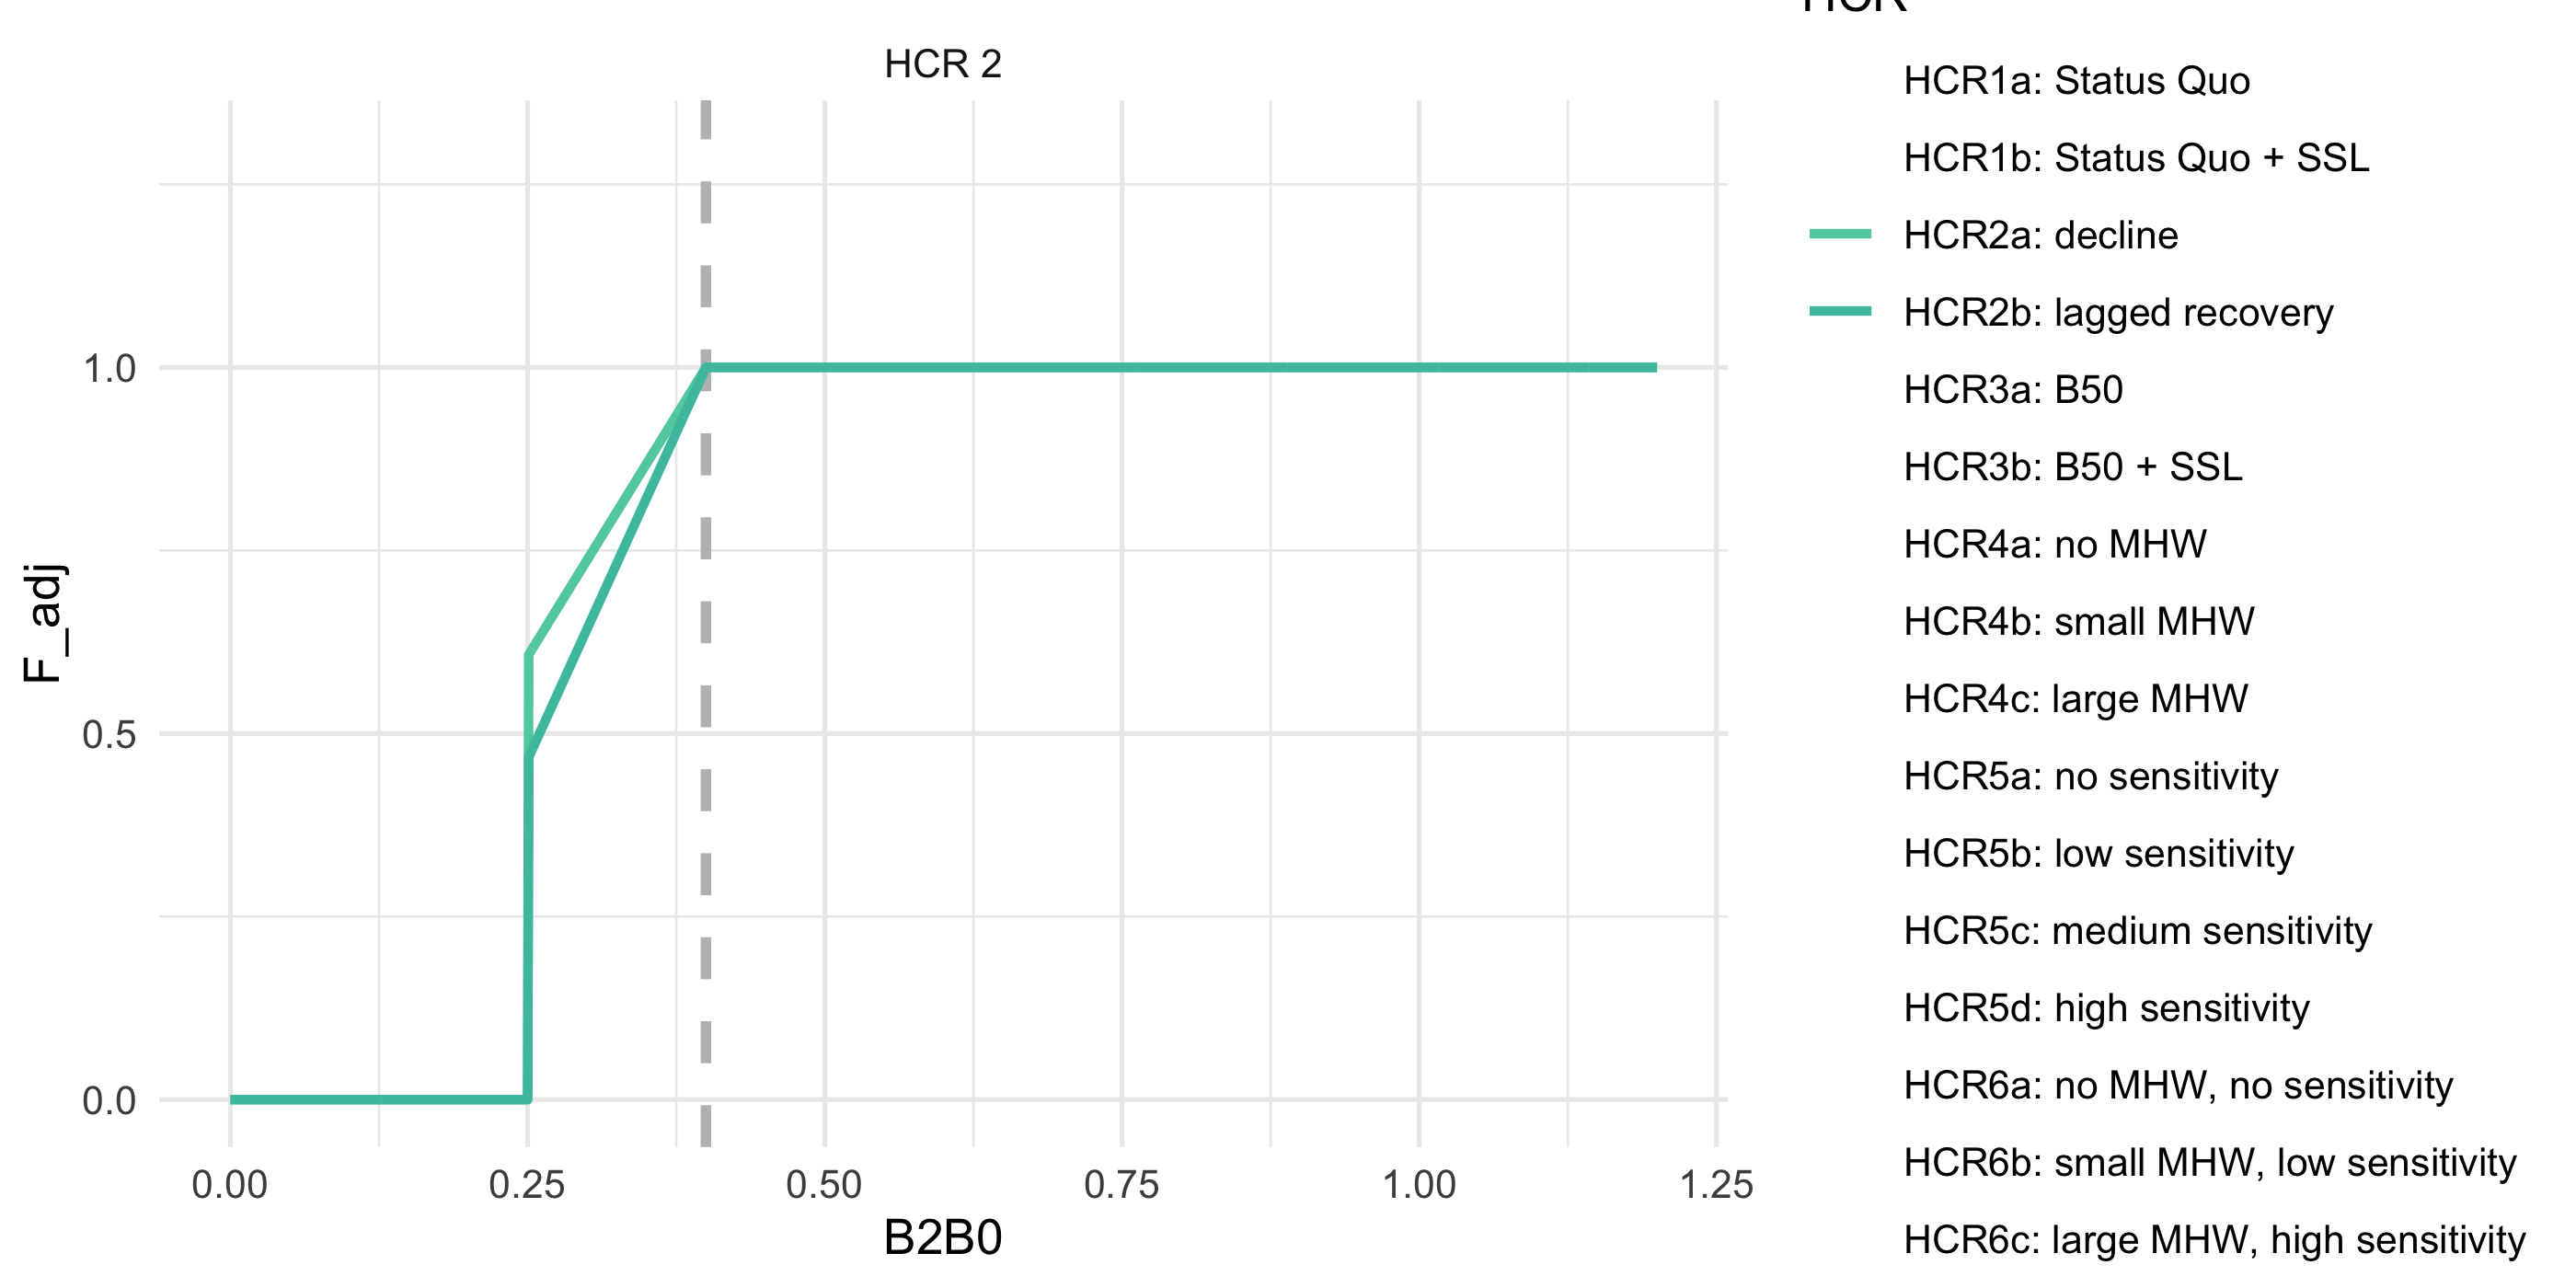 HCR
HCR 2
HCR1a: Status Quo
HCR1b: Status Quo + SSL
HCR2a: decline
HCR2b: lagged recovery
HCR3a: B50
HCR3b: B50 + SSL
HCR4a: no MHW
HCR4b: small MHW
HCR4c: large MHW
HCR5a: no sensitivity
HCR5b: low sensitivity
HCR5c: medium sensitivity
HCR5d: high sensitivity
HCR6a: no MHW, no sensitivity
HCR6b: small MHW, low sensitivity
HCR6c: large MHW, high sensitivity
F_adj
1.0
0.5
0.0
0.00 0.25 0.50 0.75 1.00 1.25
B2B0